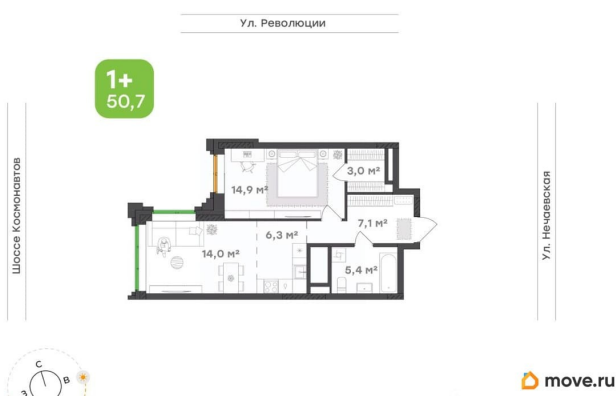 Ул. Революции
1+
50,7
Шоссе Космонавтов
Ул. Нечаевская
3,0 м²
14,9 м²
7,1 м²
6,3 м²
14,0 м²
5,4 м²
С
В
З
move.ru